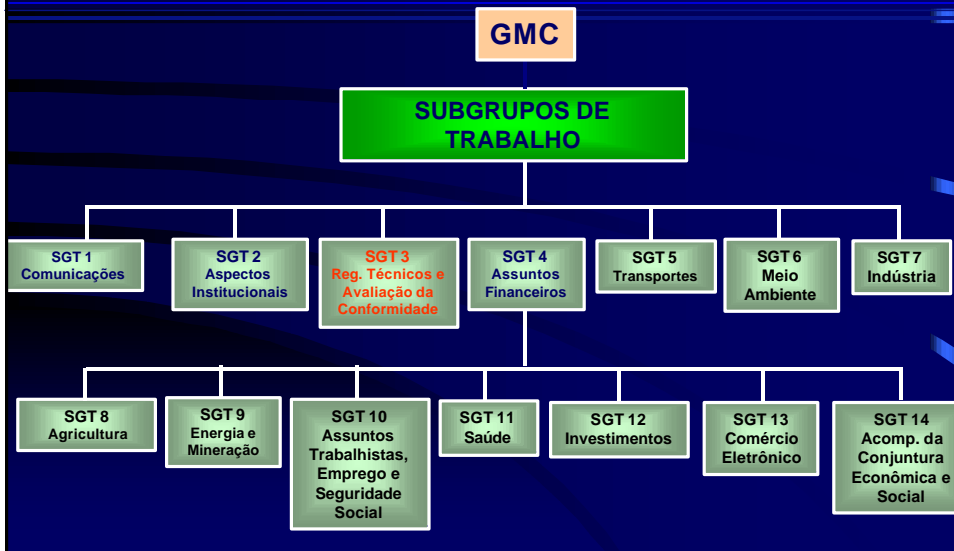 GMC
SUBGRUPOS DE
TRABALHO
SGT 1
Comunicações
SGT 2
Aspectos
Institucionais
SGT 3
Reg. Técnicos e
Avaliação da
Conformidade
SGT 4
Assuntos
Financeiros
SGT 5
Transportes
SGT 6
Meio
Ambiente
SGT 7
Indústria
SGT 8
Agricultura
SGT 9
Energia e
Mineração
SGT 10
Assuntos
Trabalhistas,
Emprego e
Seguridade
Social
SGT 11
Saúde
SGT 12
Investimentos
SGT 13
Comércio
Eletrônico
SGT 14
Acomp. da
Conjuntura
Econômica e
Social